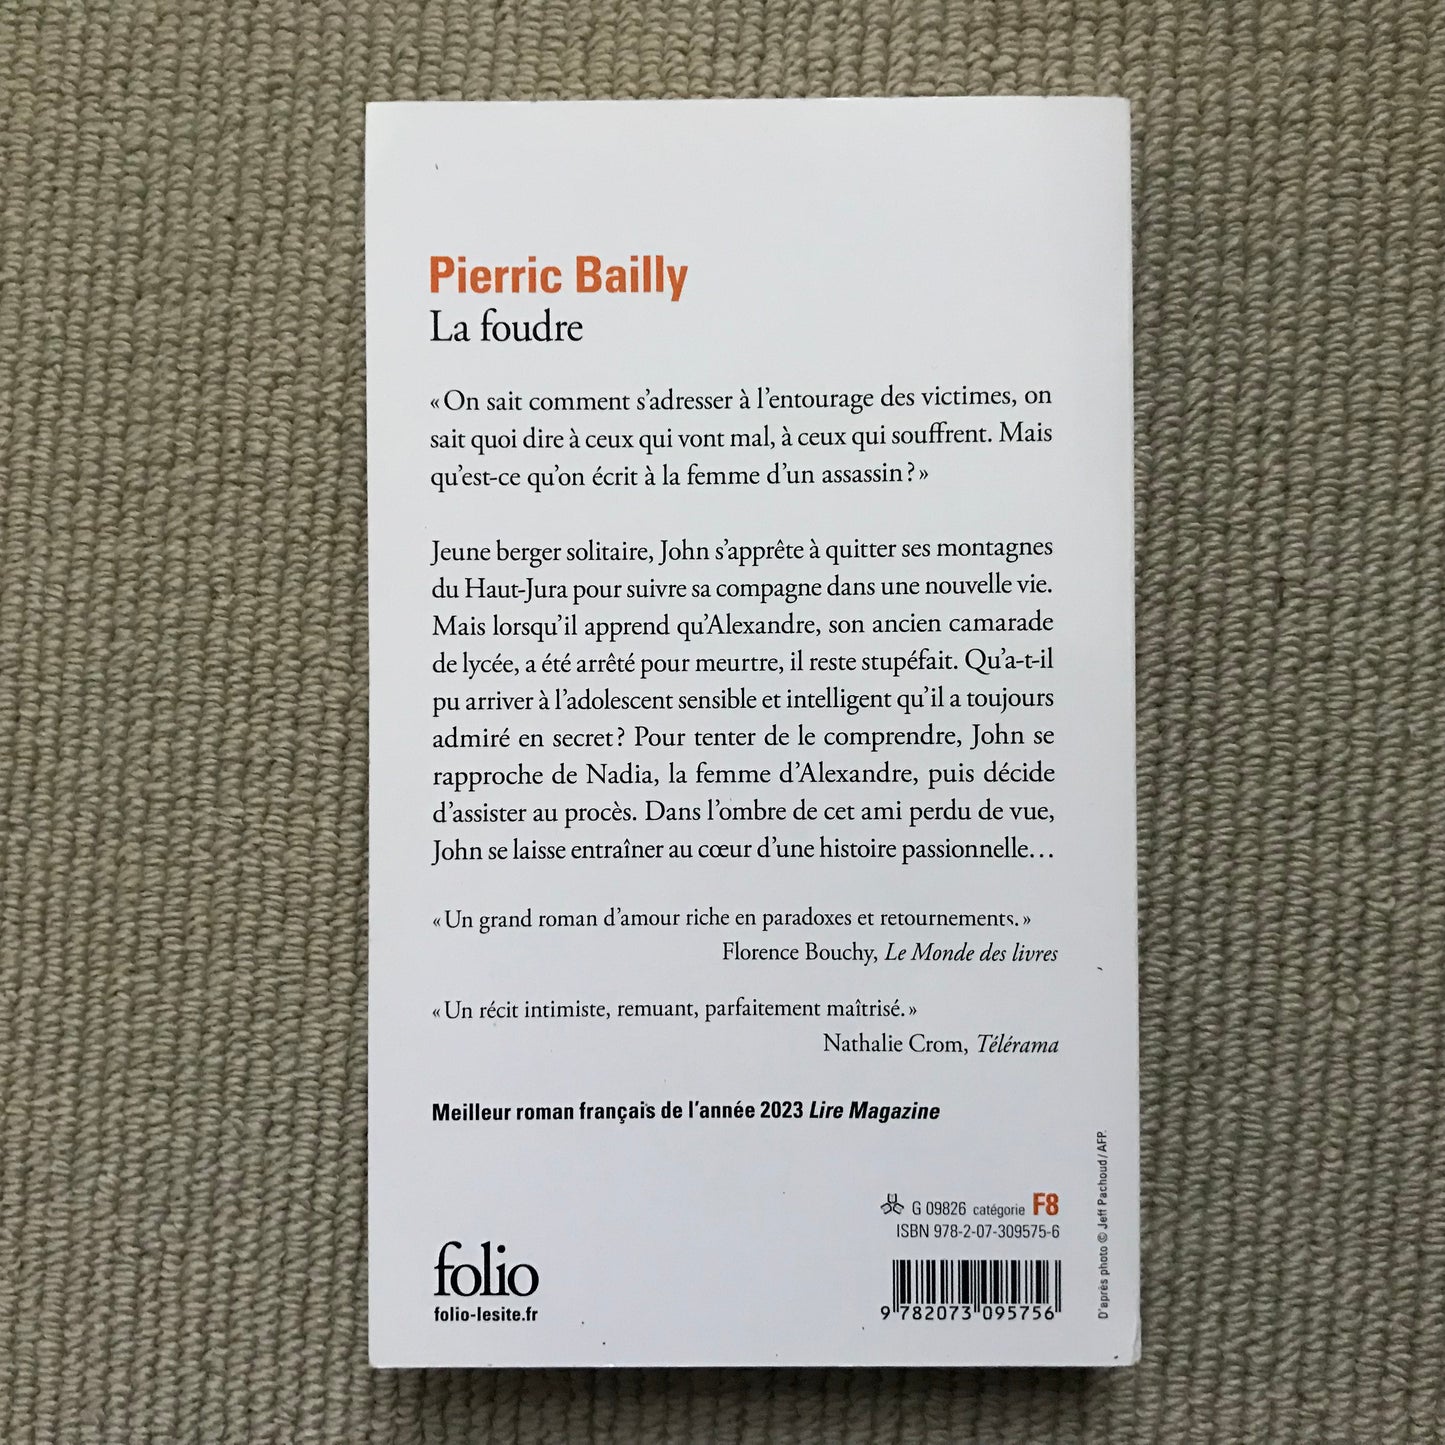 Pierric Bailly
La foudre
« On sait comment s'adresser à l'entourage des victimes, on
sait quoi dire à ceux qui vont mal, à ceux qui souffrent. Mais
qu'est-ce qu'on écrit à la femme d'un assassin ? »
Jeune berger solitaire, John s'apprête à quitter ses montagnes
du Haut-Jura pour suivre sa compagne dans une nouvelle vie.
Mais lorsqu'il apprend qu'Alexandre, son ancien camarade
de lycée, a été arrêté pour meurtre, il reste stupéfait. Qu'a-t-il
pu arriver à l'adolescent sensible et intelligent qu'il a toujours
admiré en secret ? Pour tenter de le comprendre, John se
rapproche de Nadia, la femme d'Alexandre, puis décide
d'assister au procès. Dans l'ombre de cet ami perdu de vue,
John se laisse entraîner au cœur d'une histoire passionnelle…
« Un grand roman d'amour riche en paradoxes et retournements. »
Florence Bouchy, Le Monde des livres
« Un récit intimiste, remuant, parfaitement maîtrisé. »
Nathalie Crom, Télérama
Meilleur roman français de l'année 2023 Lire Magazine
G 09826 catégorie F8
ISBN 978-2-07-309575-6
9 782073 095756
folio
folio-lesite.fr
D'après photo © Jeff Pachoud / AFP.